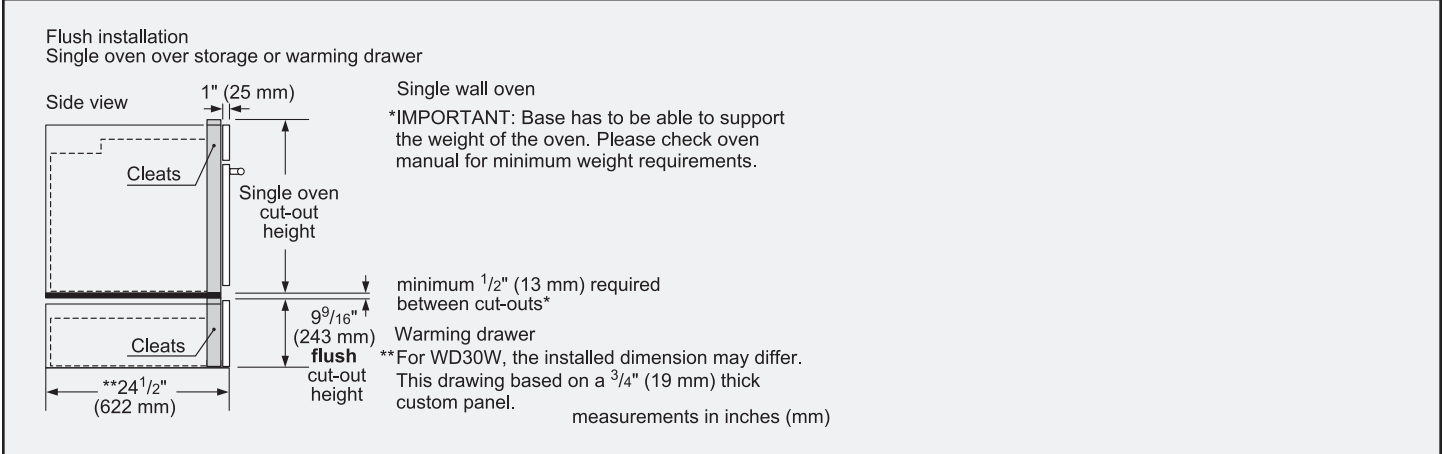 Flush installation
Single oven over storage or warming drawer
Side view
1" (25 mm)
Single wall oven
*IMPORTANT: Base has to be able to support
the weight of the oven. Please check oven
manual for minimum weight requirements.
Cleats
Single oven
cut-out
height
minimum 1/2" (13 mm) required
between cut-outs*
9 9/16"
(243 mm)
flush
cut-out
height
Warming drawer
Cleats
**For WD30W, the installed dimension may differ.
This drawing based on a 3/4" (19 mm) thick
custom panel.
**24 1/2"
(622 mm)
measurements in inches (mm)